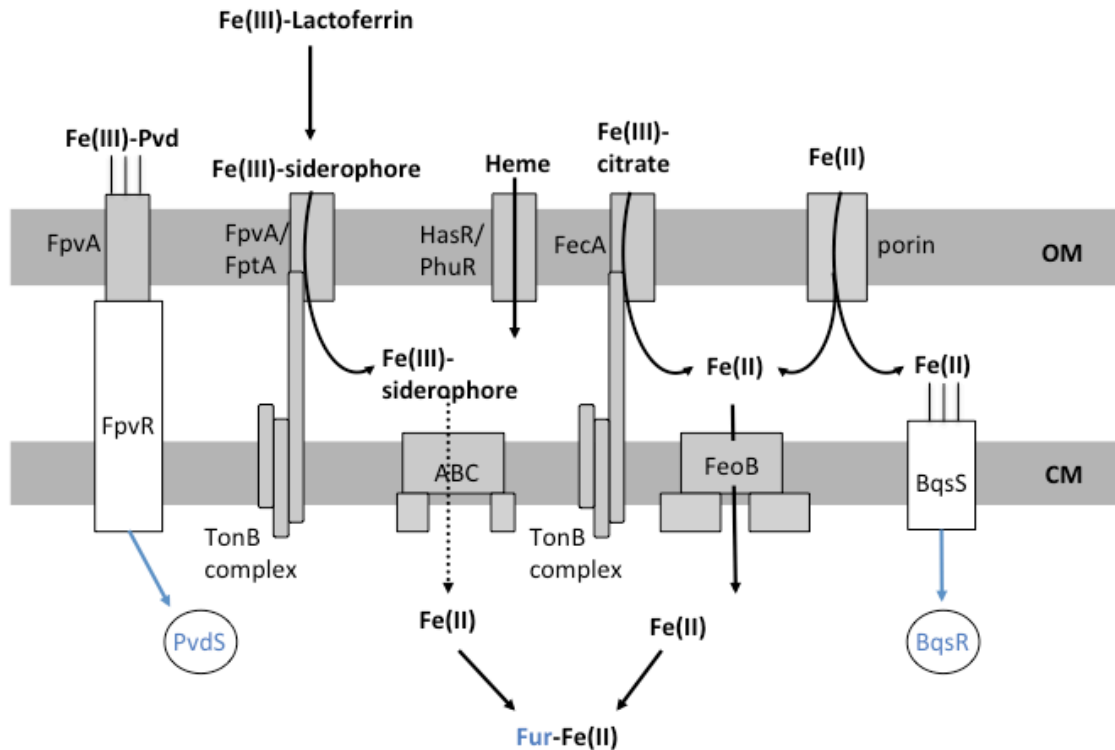 Fe(III)-Lactoferrin
Fe(III)-Pvd
Fe(III)-siderophore
Heme
Fe(III)-
citrate
Fe(II)
FpvA
FpvA/
FptA
HasR/
PhuR
FecA
porin
OM
Fe(III)-
siderophore
Fe(II)
Fe(II)
FpvR
ABC
FeoB
BqsS
CM
TonB
complex
TonB
complex
PvdS
Fe(II)
Fe(II)
BqsR
Fur-Fe(II)